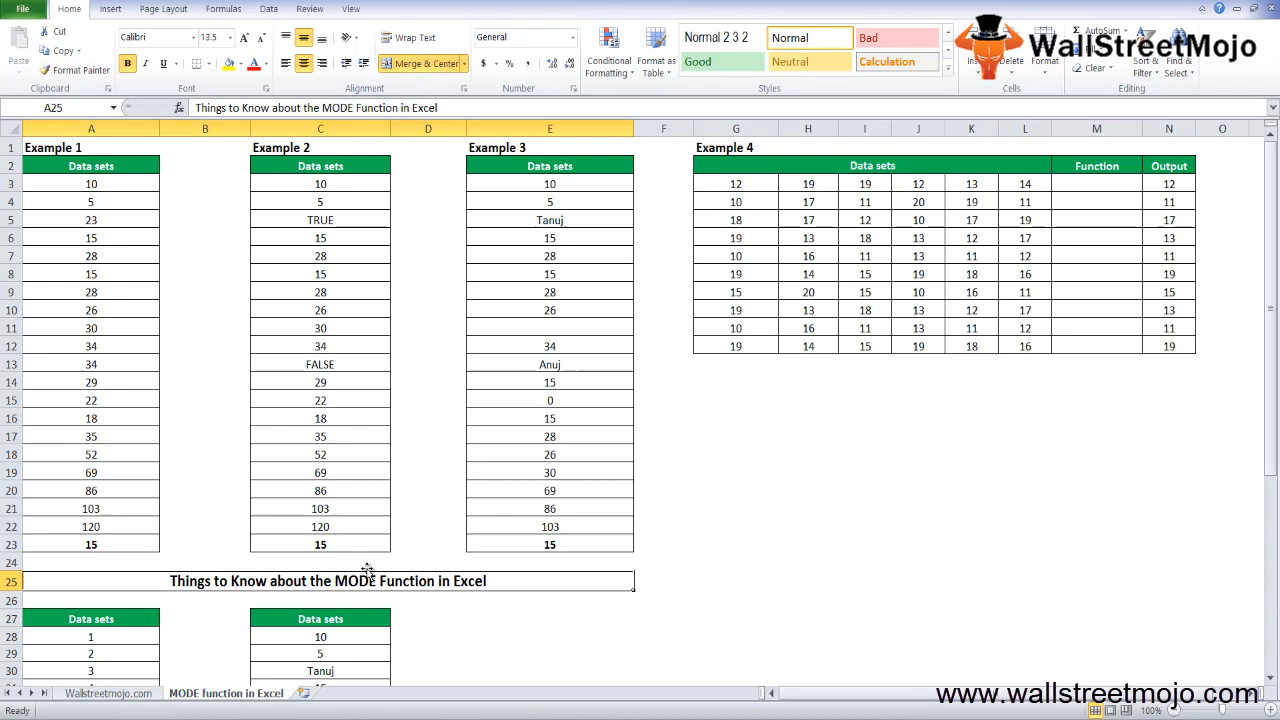 File Home Insert Page Layout Formulas Data Review View
Cut Calibri 13.5 Wrap Text General Normal 2 3 2 Normal Bad AutoSum WallStreetMojo
Copy
Paste Format Painter B I U A Merge & Center $ % , Conditional Formatting Format as Table Good Neutral Calculation Delete Format Clear Sort & Filter Find & Select
Clipboard Font Alignment Number Styles Cells Editing
A25 fx Things to Know about the MODE Function in Excel
A B C D E F G H I J K L M N O
1 Example 1 Example 2 Example 3 Example 4
2 Data sets Data sets Data sets Data sets Function Output
3 10 10 10 12 19 19 12 13 14 12
4 5 5 5 10 17 11 20 19 11 11
5 23 TRUE Tanuj 18 17 12 10 17 19 17
6 15 15 15 19 13 18 13 12 17 13
7 28 28 28 10 16 11 13 11 12 11
8 15 15 15 19 14 15 19 18 16 19
9 28 28 28 15 20 15 10 16 11 15
10 26 26 26 19 13 18 13 12 17 13
11 30 30 10 16 11 13 11 12 11
12 34 34 34 19 14 15 19 18 16 19
13 34 FALSE Anuj
14 29 29 15
15 22 22 0
16 18 18 15
17 35 35 28
18 52 52 26
19 69 69 30
20 86 86 69
21 103 103 86
22 120 120 103
23 15 15 15
24
25 Things to Know about the MODE Function in Excel
26
27 Data sets Data sets
28 1 10
29 2 5
30 3 Tanuj
Wallstreetmojo.com MODE function in Excel www.wallstreetmojo.com
Ready 100%